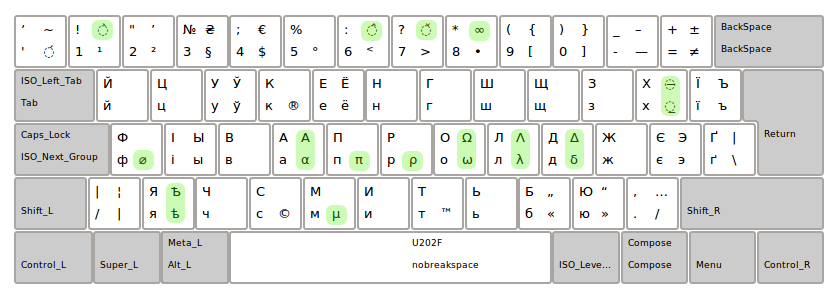 ’ ~ ! ◌̂ " ’ № ₴ ; € % : ◌̑ ? ◌̌ * ∞ ( { ) } _ – + ± BackSpace
' 1 ¹ 2 ² 3 § 4 $ 5 ° 6 < 7 > 8 • 9 [ 0 ] - — = ≠ BackSpace
ISO_Left_Tab Й Ц У Ў К Е Ё Н Г Ш Щ З Х Ї Ъ
Tab й ц у ў к ® е ё н г ш щ з х ї ъ
Caps_Lock Ф І Ы В А Α П Р О Ω Л Λ Д Δ Ж Є Э Ґ | Return
ISO_Next_Group ф ⌀ і ы в а α п π р ρ о ω л λ д δ ж є э ґ \
| ¦ Я Ѣ Ч С М И Т Ь Б „ Ю “ , …
Shift_L / | я ѣ ч с © м μ и т ™ ь б « ю » . / Shift_R
Meta_L U202F Compose
Control_L Super_L Alt_L nobreakspace ISO_Leve... Compose Menu Control_R